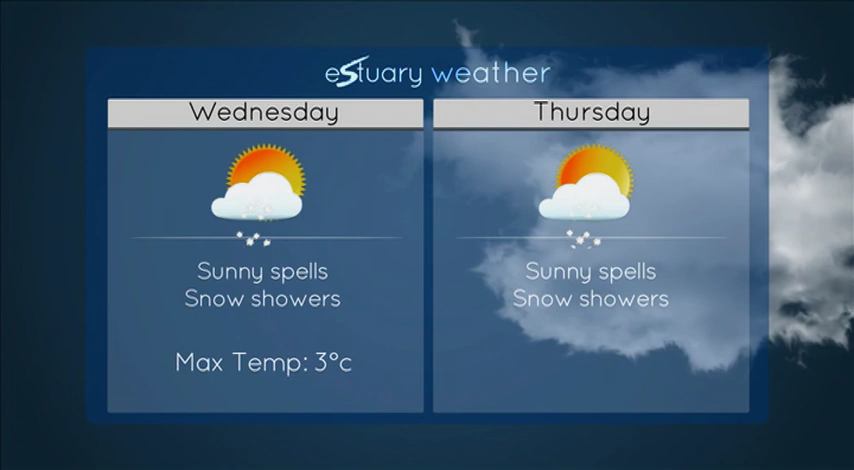 eStuary weather
Wednesday
Sunny spells
Snow showers
Max Temp: 3°c
Thursday
Sunny spells
Snow showers